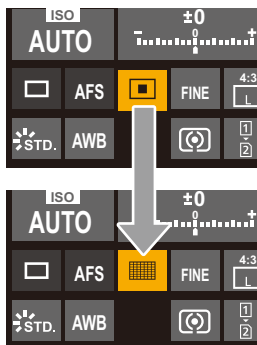 ISO
AUTO
±0
- 0 +
AFS
FINE
4:3
L
STD.
AWB
1
2
ISO
AUTO
±0
0 +
AFS
FINE
4:3
L
STD.
AWB
1
2